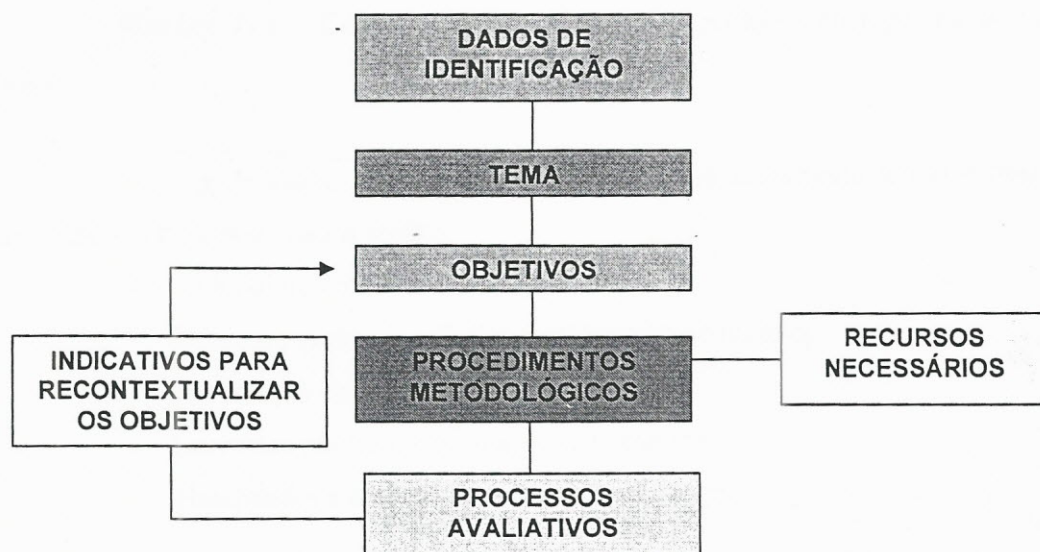 DADOS DE
IDENTIFICAÇÃO
TEMA
OBJETIVOS
INDICATIVOS PARA
RECONTEXTUALIZAR
OS OBJETIVOS
PROCEDIMENTOS
METODOLÓGICOS
RECURSOS
NECESSÁRIOS
PROCESSOS
AVALIATIVOS